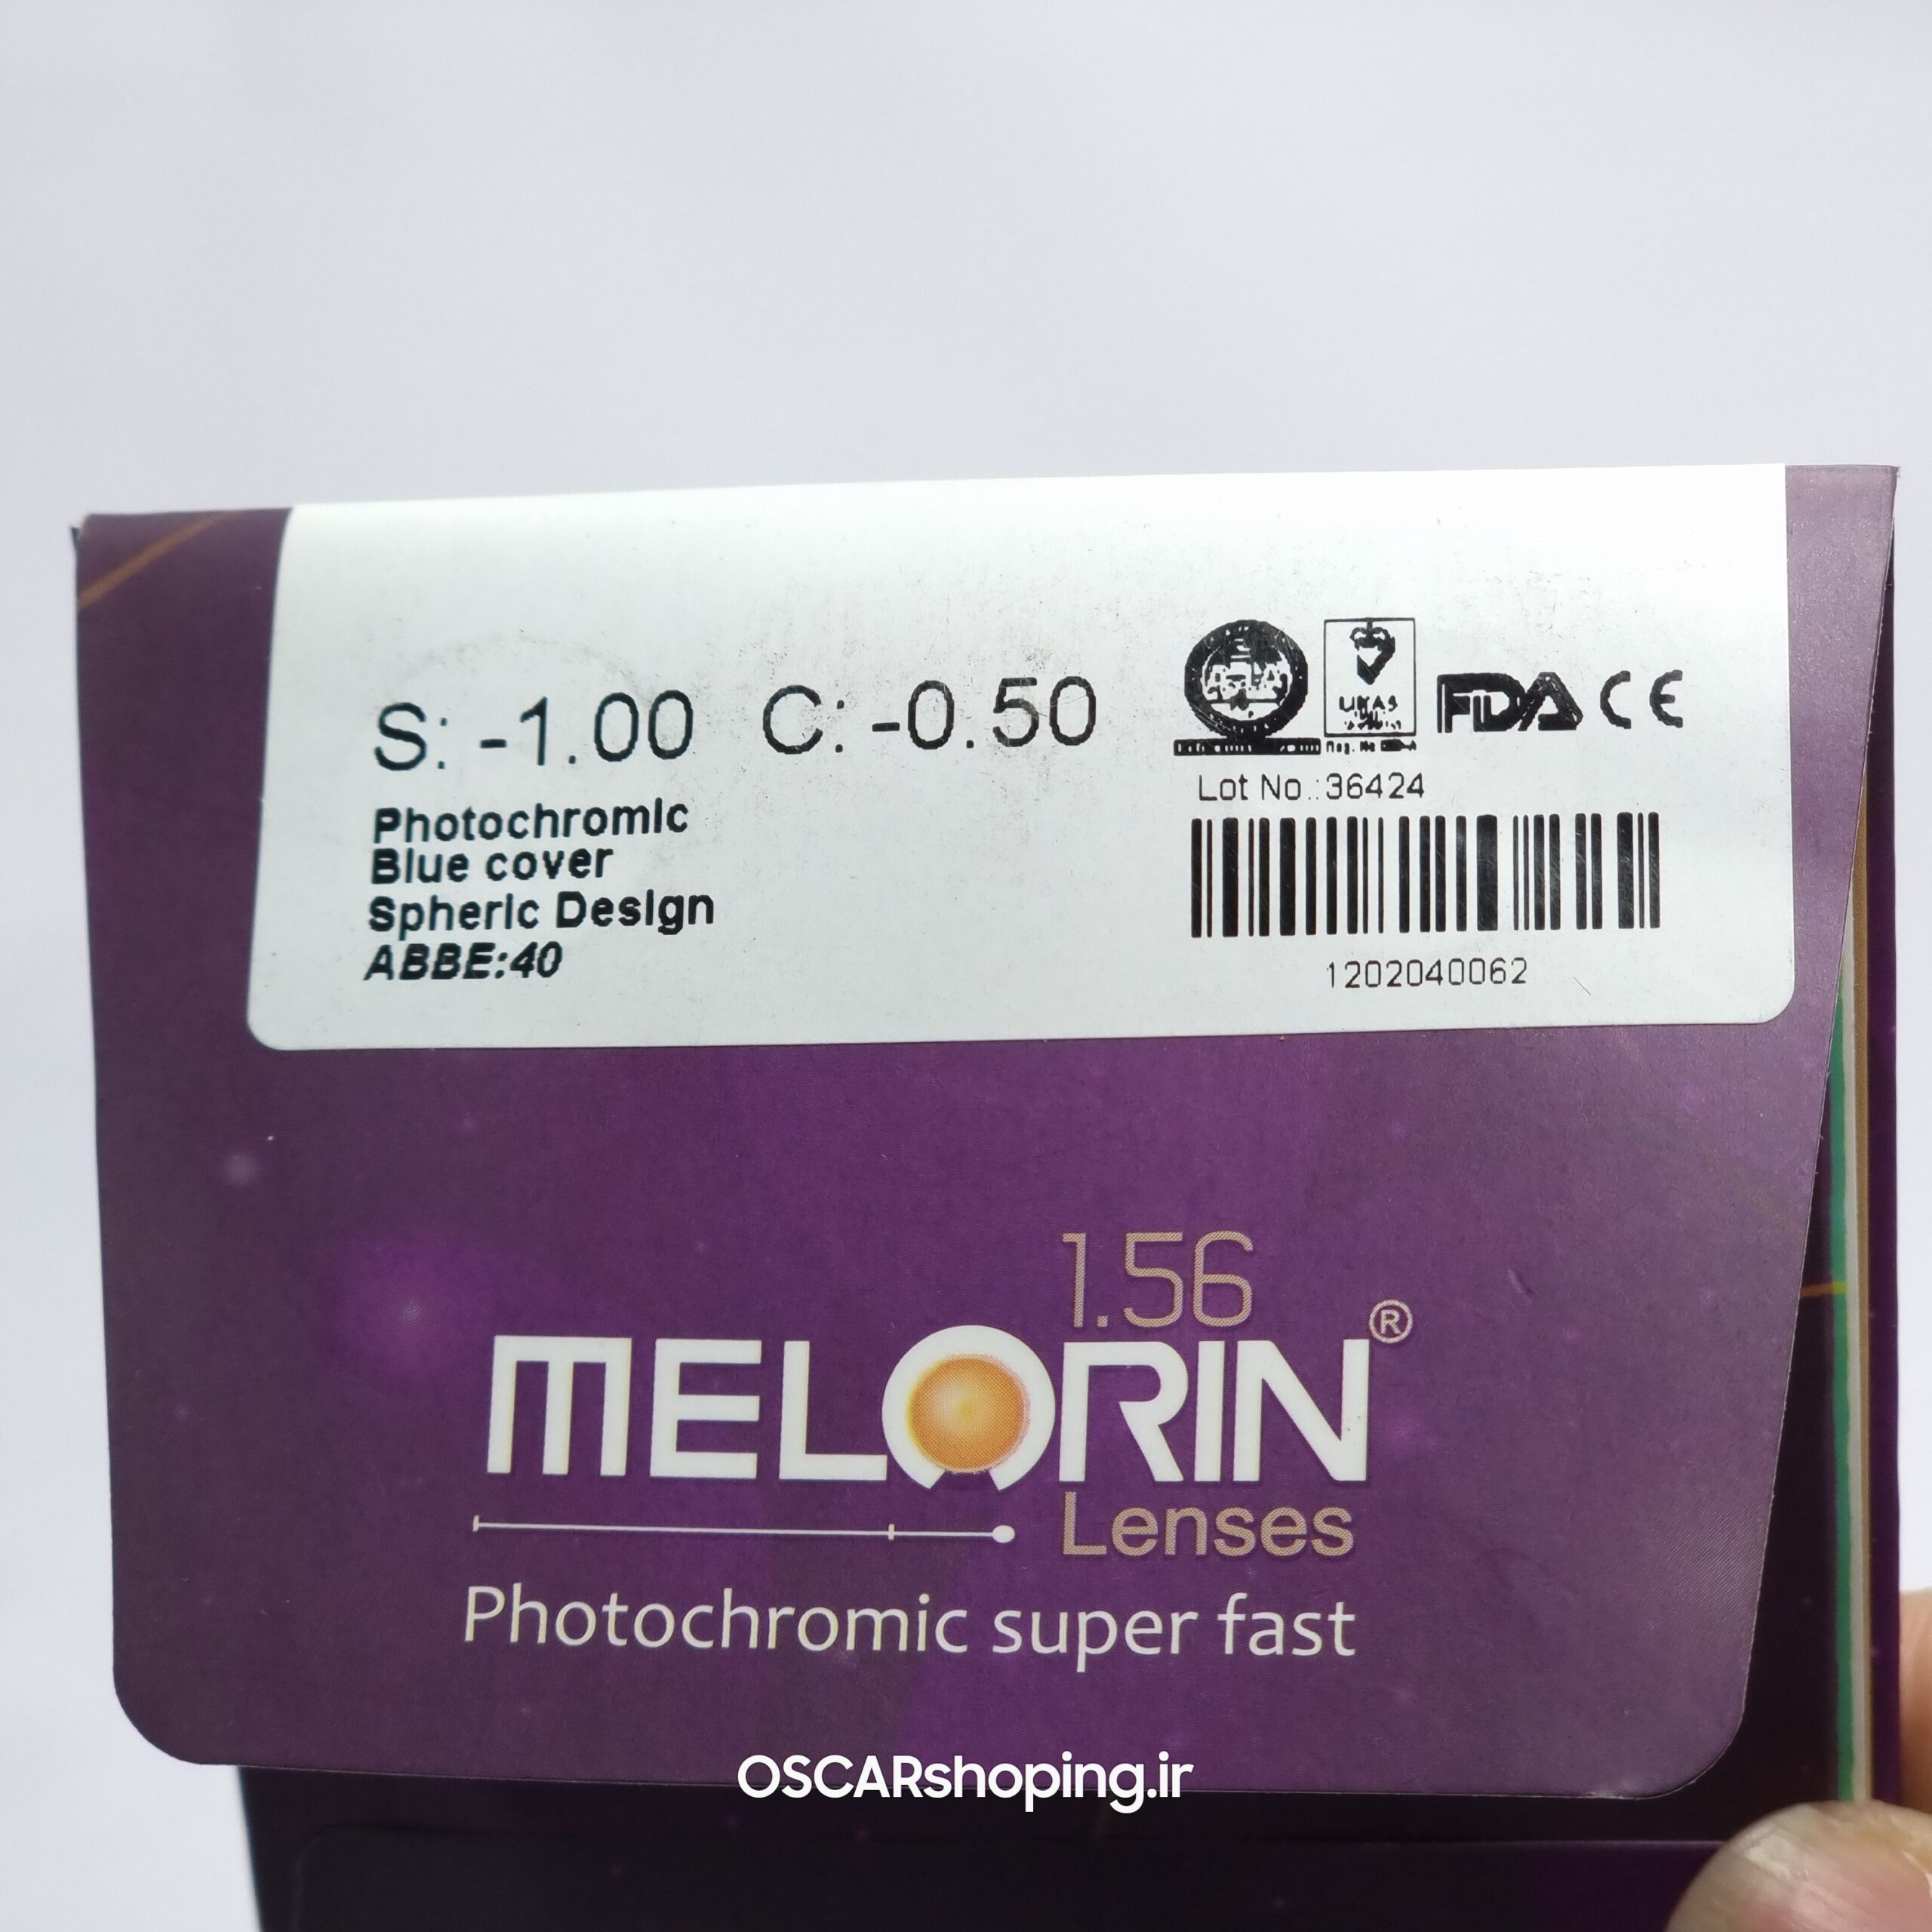 S: -1.00 C: -0.50
Photochromic
Blue cover
Spheric Design
ABBE:40
UKAS
FDA CE
Lot No.:36424
1202040062
1.56
MELORIN®
Lenses
Photochromic super fast
OSCARshoping.ir